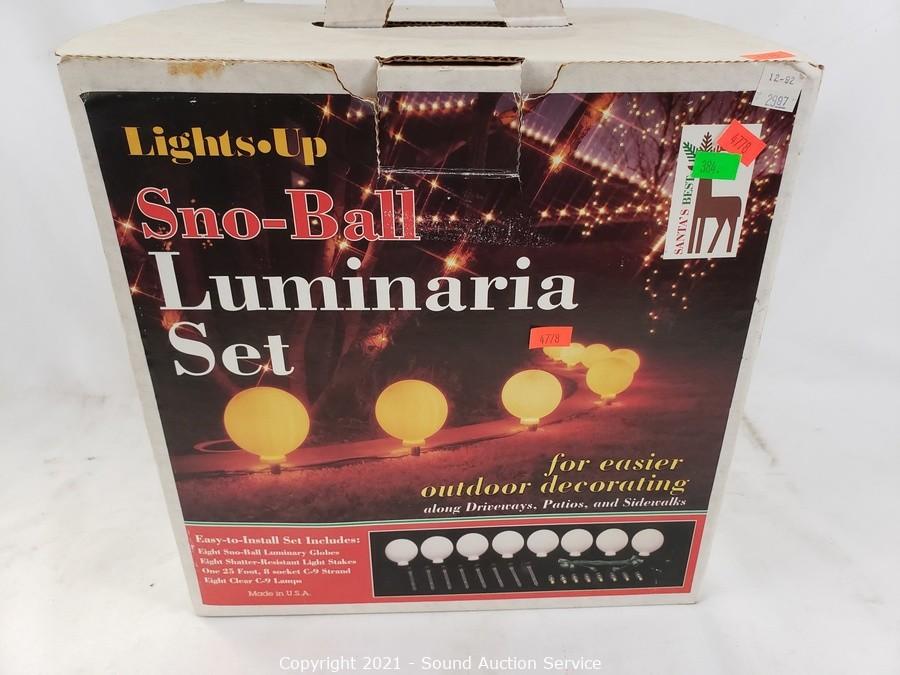 12-92
2997
Lights•Up
4778
384.
SANTA'S BEST
Sno-Ball
Luminaria
Set
4778
for easier
outdoor decorating
along Driveways, Patios, and Sidewalks
Easy-to-Install Set Includes:
Eight Sno-Ball Luminary Globes
Eight Shatter-Resistant Light Stakes
One 25 Foot, 8 socket C-9 Strand
Eight Clear C-9 Lamps
Made in U.S.A.
Copyright 2021 - Sound Auction Service